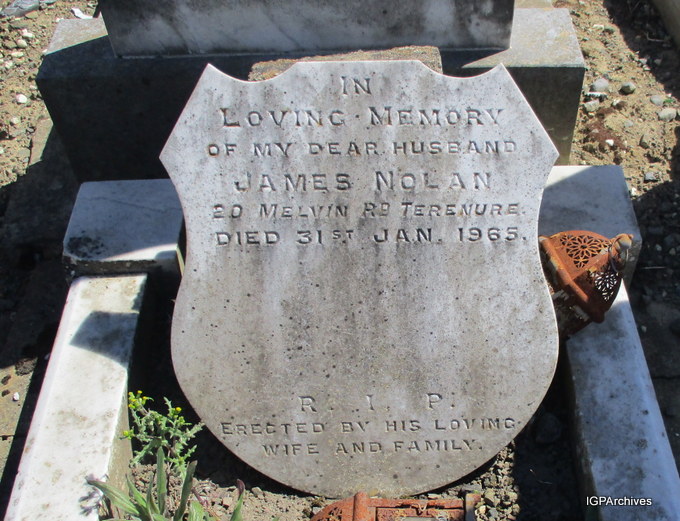 IN
LOVING MEMORY
OF MY DEAR HUSBAND
JAMES NOLAN
20 MELVIN RD TERENURE.
DIED 31ST JAN. 1965.
R. I. P.
ERECTED BY HIS LOVING
WIFE AND FAMILY.
IGPArchives